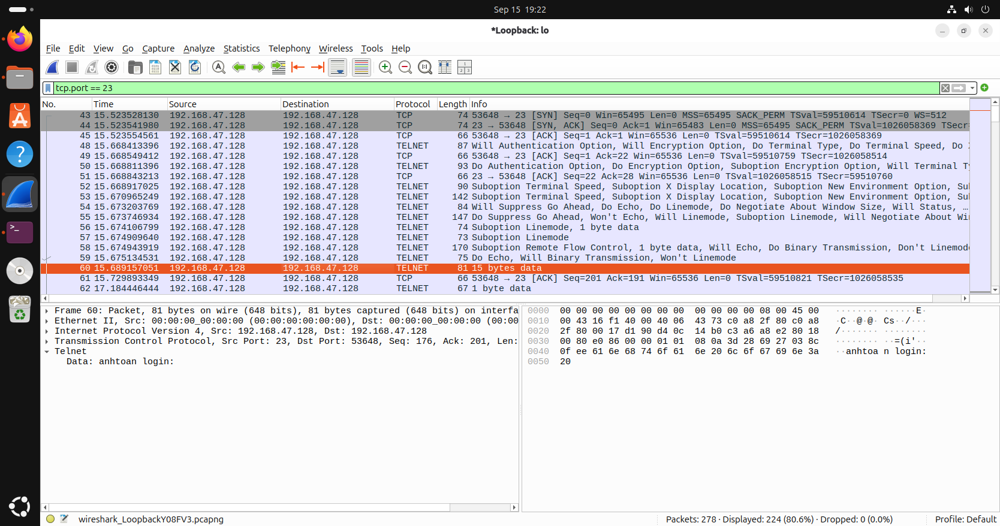 Sep 15 19:22
*Loopback: lo
File Edit View Go Capture Analyze Statistics Telephony Wireless Tools Help
tcp.port == 23
No. Time Source Destination Protocol Length Info
43 15.523528130 192.168.47.128 192.168.47.128 TCP 74 53648 → 23 [SYN] Seq=0 Win=65495 Len=0 MSS=65495 SACK_PERM TSval=59510614 TSecr=0 WS=512
44 15.523541980 192.168.47.128 192.168.47.128 TCP 74 23 → 53648 [SYN, ACK] Seq=0 Ack=1 Win=65483 Len=0 MSS=65495 SACK_PERM TSval=1026058369 TSecr=
45 15.523554561 192.168.47.128 192.168.47.128 TCP 66 53648 → 23 [ACK] Seq=1 Ack=1 Win=65536 Len=0 TSval=59510614 TSecr=1026058369
48 15.668413396 192.168.47.128 192.168.47.128 TELNET 87 Will Authentication Option, Will Encryption Option, Do Terminal Type, Do Terminal Speed, Do
49 15.668549412 192.168.47.128 192.168.47.128 TCP 66 53648 → 23 [ACK] Seq=1 Ack=22 Win=65536 Len=0 TSval=59510759 TSecr=1026058514
50 15.668811396 192.168.47.128 192.168.47.128 TELNET 93 Do Authentication Option, Do Encryption Option, Suboption Encryption Option, Will Terminal
51 15.668843213 192.168.47.128 192.168.47.128 TCP 66 23 → 53648 [ACK] Seq=22 Ack=28 Win=65536 Len=0 TSval=1026058515 TSecr=59510760
52 15.668917025 192.168.47.128 192.168.47.128 TELNET 90 Suboption Terminal Speed, Suboption X Display Location, Suboption New Environment Option,
53 15.670965249 192.168.47.128 192.168.47.128 TELNET 142 Suboption Terminal Speed, Suboption X Display Location, Suboption New Environment Option,
54 15.673203769 192.168.47.128 192.168.47.128 TELNET 84 Will Suppress Go Ahead, Do Echo, Do Linemode, Do Negotiate About Window Size, Will Status, …
55 15.673746934 192.168.47.128 192.168.47.128 TELNET 147 Do Suppress Go Ahead, Won't Echo, Will Linemode, Suboption Linemode, Will Negotiate About
56 15.674106799 192.168.47.128 192.168.47.128 TELNET 74 Suboption Linemode, 1 byte data
57 15.674909640 192.168.47.128 192.168.47.128 TELNET 73 Suboption Linemode
58 15.674943919 192.168.47.128 192.168.47.128 TELNET 170 Suboption Remote Flow Control, 1 byte data, Will Echo, Do Binary Transmission, Don't Linemod
59 15.675134531 192.168.47.128 192.168.47.128 TELNET 75 Do Echo, Will Binary Transmission, Won't Linemode
60 15.689157051 192.168.47.128 192.168.47.128 TELNET 81 15 bytes data
61 15.729893349 192.168.47.128 192.168.47.128 TCP 66 53648 → 23 [ACK] Seq=201 Ack=191 Win=65536 Len=0 TSval=59510821 TSecr=1026058535
62 17.184446444 192.168.47.128 192.168.47.128 TELNET 67 1 byte data
Frame 60: Packet, 81 bytes on wire (648 bits), 81 bytes captured (648 bits) on interfa
Ethernet II, Src: 00:00:00_00:00:00 (00:00:00:00:00:00), Dst: 00:00:00_00:00:00 (00:00
Internet Protocol Version 4, Src: 192.168.47.128, Dst: 192.168.47.128
Transmission Control Protocol, Src Port: 23, Dst Port: 53648, Seq: 176, Ack: 201, Len:
Telnet
Data: anhtoan login:
0000 00 00 00 00 00 00 00 00 00 00 00 00 08 00 45 00 ········ ······E·
0010 00 43 16 f1 40 00 40 06 43 73 c0 a8 2f 80 c0 a8 ·C··@·@· Cs··/···
0020 2f 80 00 17 d1 90 d4 0c 14 b0 c3 a6 a8 e2 80 18 /······· ········
0030 00 80 e0 86 00 00 01 01 08 0a 3d 28 69 27 03 8c ········ ··=(i'··
0040 0f ee 61 6e 68 74 6f 61 6e 20 6c 6f 67 69 6e 3a ··anhtoa n login:
0050 20
wireshark_LoopbackY08FV3.pcapng
Packets: 278 · Displayed: 224 (80.6%) · Dropped: 0 (0.0%)
Profile: Default